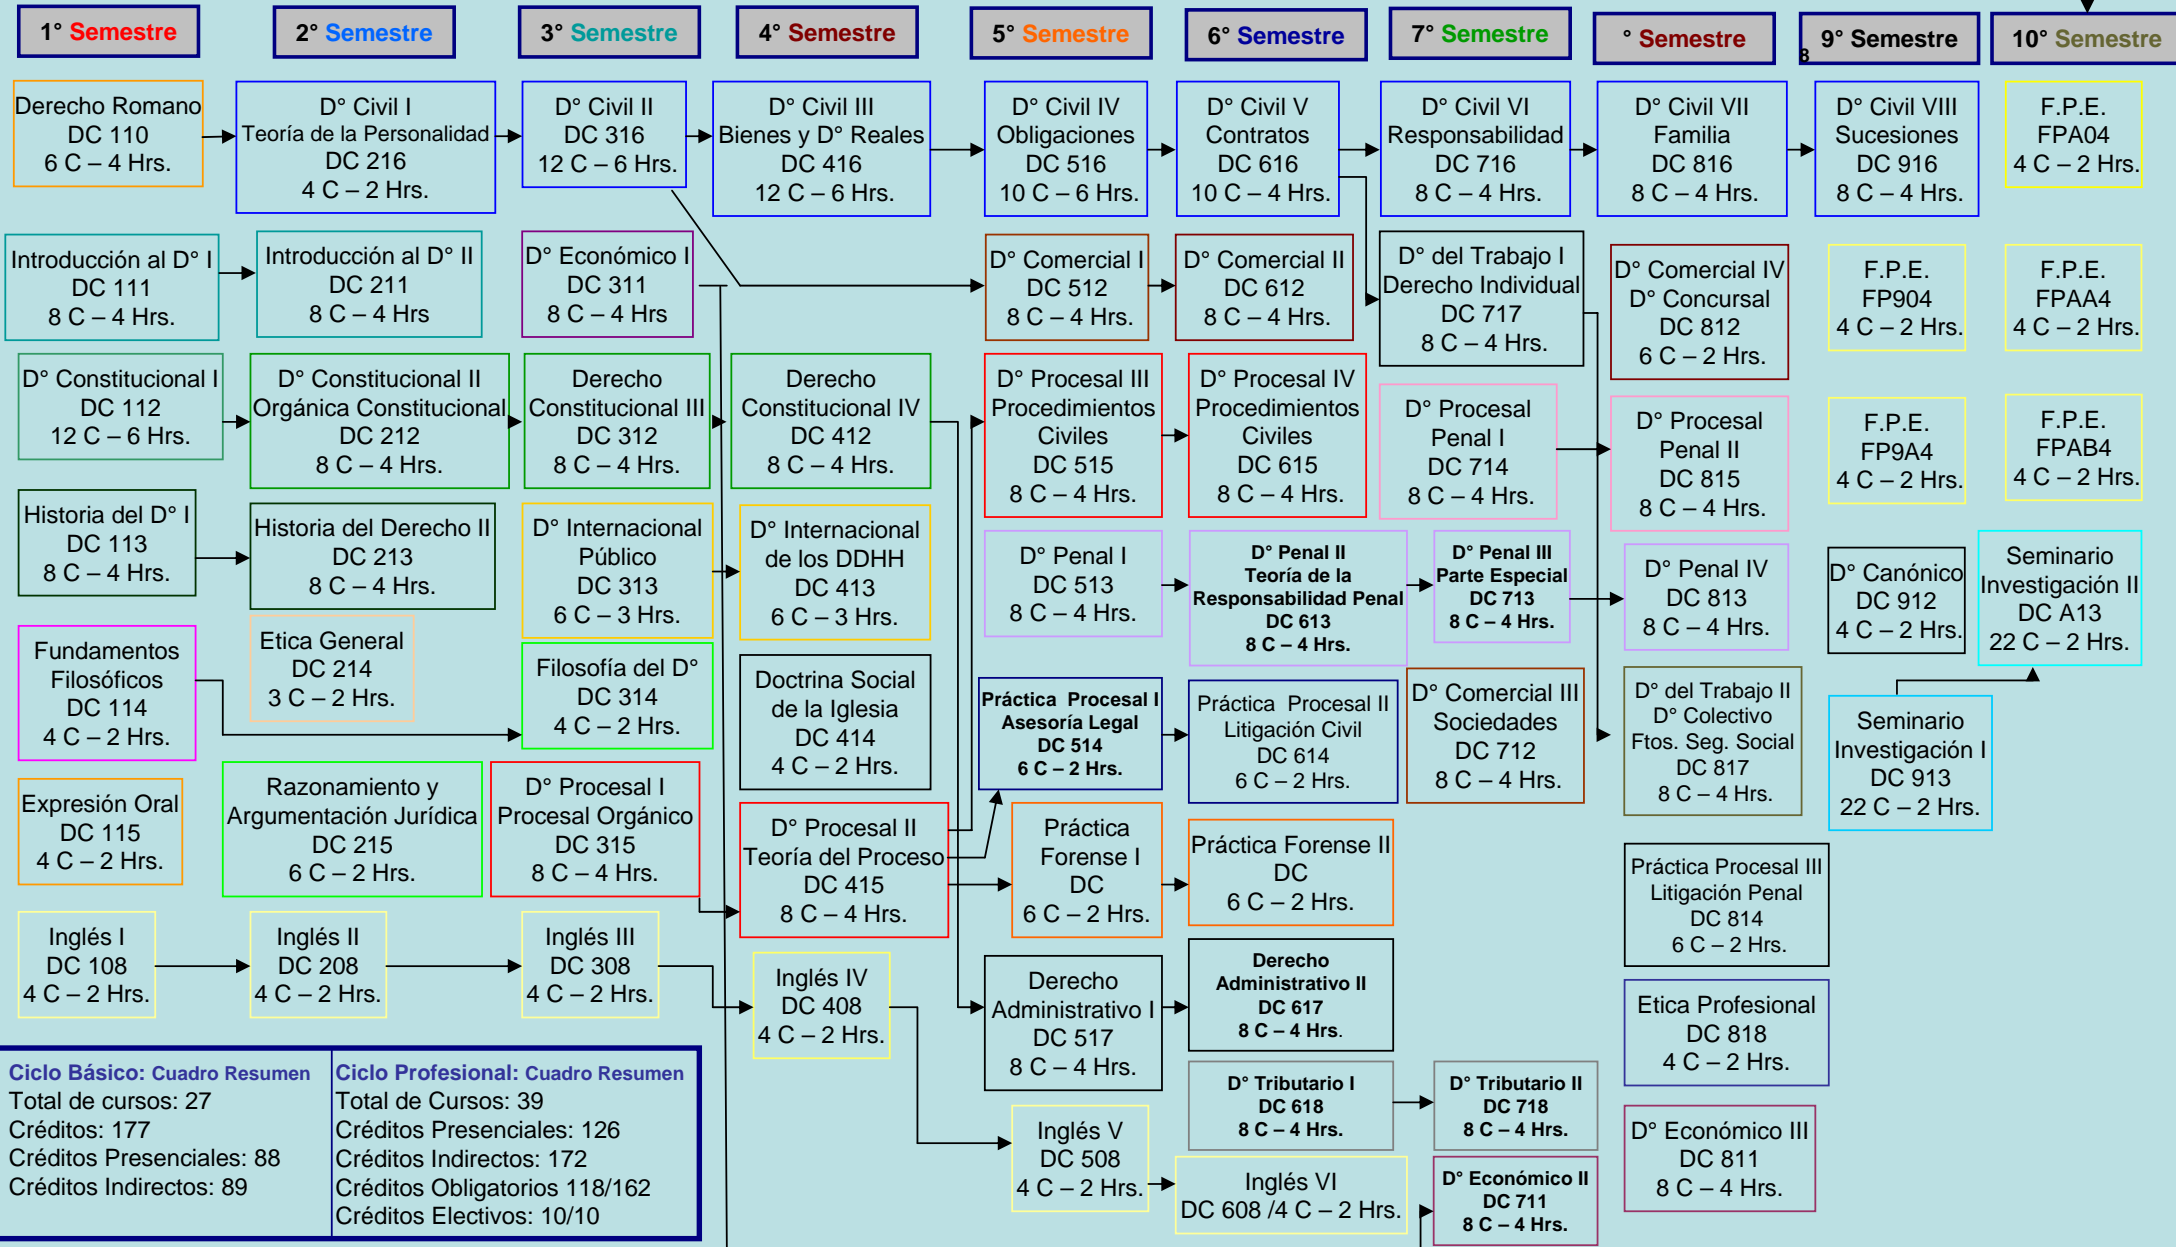 1° Semestre
2° Semestre
3° Semestre
4° Semestre
5° Semestre
6° Semestre
7° Semestre
° Semestre
8
9° Semestre
10° Semestre
Derecho Romano
DC 110
6 C – 4 Hrs.
D° Civil I
Teoría de la Personalidad
DC 216
4 C – 2 Hrs.
D° Civil II
DC 316
12 C – 6 Hrs.
D° Civil III
Bienes y D° Reales
DC 416
12 C – 6 Hrs.
D° Civil IV
Obligaciones
DC 516
10 C – 6 Hrs.
D° Civil V
Contratos
DC 616
10 C – 4 Hrs.
D° Civil VI
Responsabilidad
DC 716
8 C – 4 Hrs.
D° Civil VII
Familia
DC 816
8 C – 4 Hrs.
D° Civil VIII
Sucesiones
DC 916
8 C – 4 Hrs.
F.P.E.
FPA04
4 C – 2 Hrs.
Introducción al D° I
DC 111
8 C – 4 Hrs.
Introducción al D° II
DC 211
8 C – 4 Hrs
D° Económico I
DC 311
8 C – 4 Hrs
D° Comercial I
DC 512
8 C – 4 Hrs.
D° Comercial II
DC 612
8 C – 4 Hrs.
D° del Trabajo I
Derecho Individual
DC 717
8 C – 4 Hrs.
D° Comercial IV
D° Concursal
DC 812
6 C – 2 Hrs.
F.P.E.
FP904
4 C – 2 Hrs.
F.P.E.
FPAA4
4 C – 2 Hrs.
D° Constitucional I
DC 112
12 C – 6 Hrs.
D° Constitucional II
Orgánica Constitucional
DC 212
8 C – 4 Hrs.
Derecho
Constitucional III
DC 312
8 C – 4 Hrs.
Derecho
Constitucional IV
DC 412
8 C – 4 Hrs.
D° Procesal III
Procedimientos
Civiles
DC 515
8 C – 4 Hrs.
D° Procesal IV
Procedimientos
Civiles
DC 615
8 C – 4 Hrs.
D° Procesal
Penal I
DC 714
8 C – 4 Hrs.
D° Procesal
Penal II
DC 815
8 C – 4 Hrs.
F.P.E.
FP9A4
4 C – 2 Hrs.
F.P.E.
FPAB4
4 C – 2 Hrs.
Historia del D° I
DC 113
8 C – 4 Hrs.
Historia del Derecho II
DC 213
8 C – 4 Hrs.
D° Internacional
Público
DC 313
6 C – 3 Hrs.
D° Internacional
de los DDHH
DC 413
6 C – 3 Hrs.
D° Penal I
DC 513
8 C – 4 Hrs.
D° Penal II
Teoría de la
Responsabilidad Penal
DC 613
8 C – 4 Hrs.
D° Penal III
Parte Especial
DC 713
8 C – 4 Hrs.
D° Penal IV
DC 813
8 C – 4 Hrs.
D° Canónico
DC 912
4 C – 2 Hrs.
Seminario
Investigación II
DC A13
22 C – 2 Hrs.
Fundamentos
Filosóficos
DC 114
4 C – 2 Hrs.
Etica General
DC 214
3 C – 2 Hrs.
Filosofía del D°
DC 314
4 C – 2 Hrs.
Doctrina Social
de la Iglesia
DC 414
4 C – 2 Hrs.
Práctica Procesal I
Asesoría Legal
DC 514
6 C – 2 Hrs.
Práctica Procesal II
Litigación Civil
DC 614
6 C – 2 Hrs.
D° Comercial III
Sociedades
DC 712
8 C – 4 Hrs.
D° del Trabajo II
D° Colectivo
Ftos. Seg. Social
DC 817
8 C – 4 Hrs.
Seminario
Investigación I
DC 913
22 C – 2 Hrs.
Expresión Oral
DC 115
4 C – 2 Hrs.
Razonamiento y
Argumentación Jurídica
DC 215
6 C – 2 Hrs.
D° Procesal I
Procesal Orgánico
DC 315
8 C – 4 Hrs.
D° Procesal II
Teoría del Proceso
DC 415
8 C – 4 Hrs.
Práctica
Forense I
DC
6 C – 2 Hrs.
Práctica Forense II
DC
6 C – 2 Hrs.
Práctica Procesal III
Litigación Penal
DC 814
6 C – 2 Hrs.
Inglés I
DC 108
4 C – 2 Hrs.
Inglés II
DC 208
4 C – 2 Hrs.
Inglés III
DC 308
4 C – 2 Hrs.
Inglés IV
DC 408
4 C – 2 Hrs.
Derecho
Administrativo I
DC 517
8 C – 4 Hrs.
Derecho
Administrativo II
DC 617
8 C – 4 Hrs.
Etica Profesional
DC 818
4 C – 2 Hrs.
Ciclo Básico: Cuadro Resumen
Total de cursos: 27
Créditos: 177
Créditos Presenciales: 88
Créditos Indirectos: 89
Ciclo Profesional: Cuadro Resumen
Total de Cursos: 39
Créditos Presenciales: 126
Créditos Indirectos: 172
Créditos Obligatorios 118/162
Créditos Electivos: 10/10
Inglés V
DC 508
4 C – 2 Hrs.
D° Tributario I
DC 618
8 C – 4 Hrs.
D° Tributario II
DC 718
8 C – 4 Hrs.
Inglés VI
DC 608 /4 C – 2 Hrs.
D° Económico II
DC 711
8 C – 4 Hrs.
D° Económico III
DC 811
8 C – 4 Hrs.